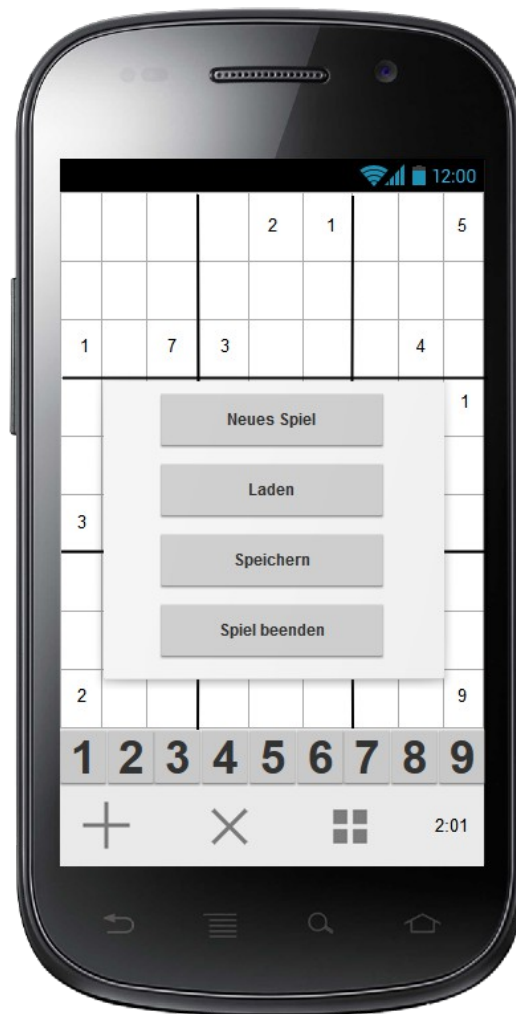 12:00
2 1 5
1 7 3 4
1
Neues Spiel
Laden
3
Speichern
Spiel beenden
2 9
1 2 3 4 5 6 7 8 9
2:01